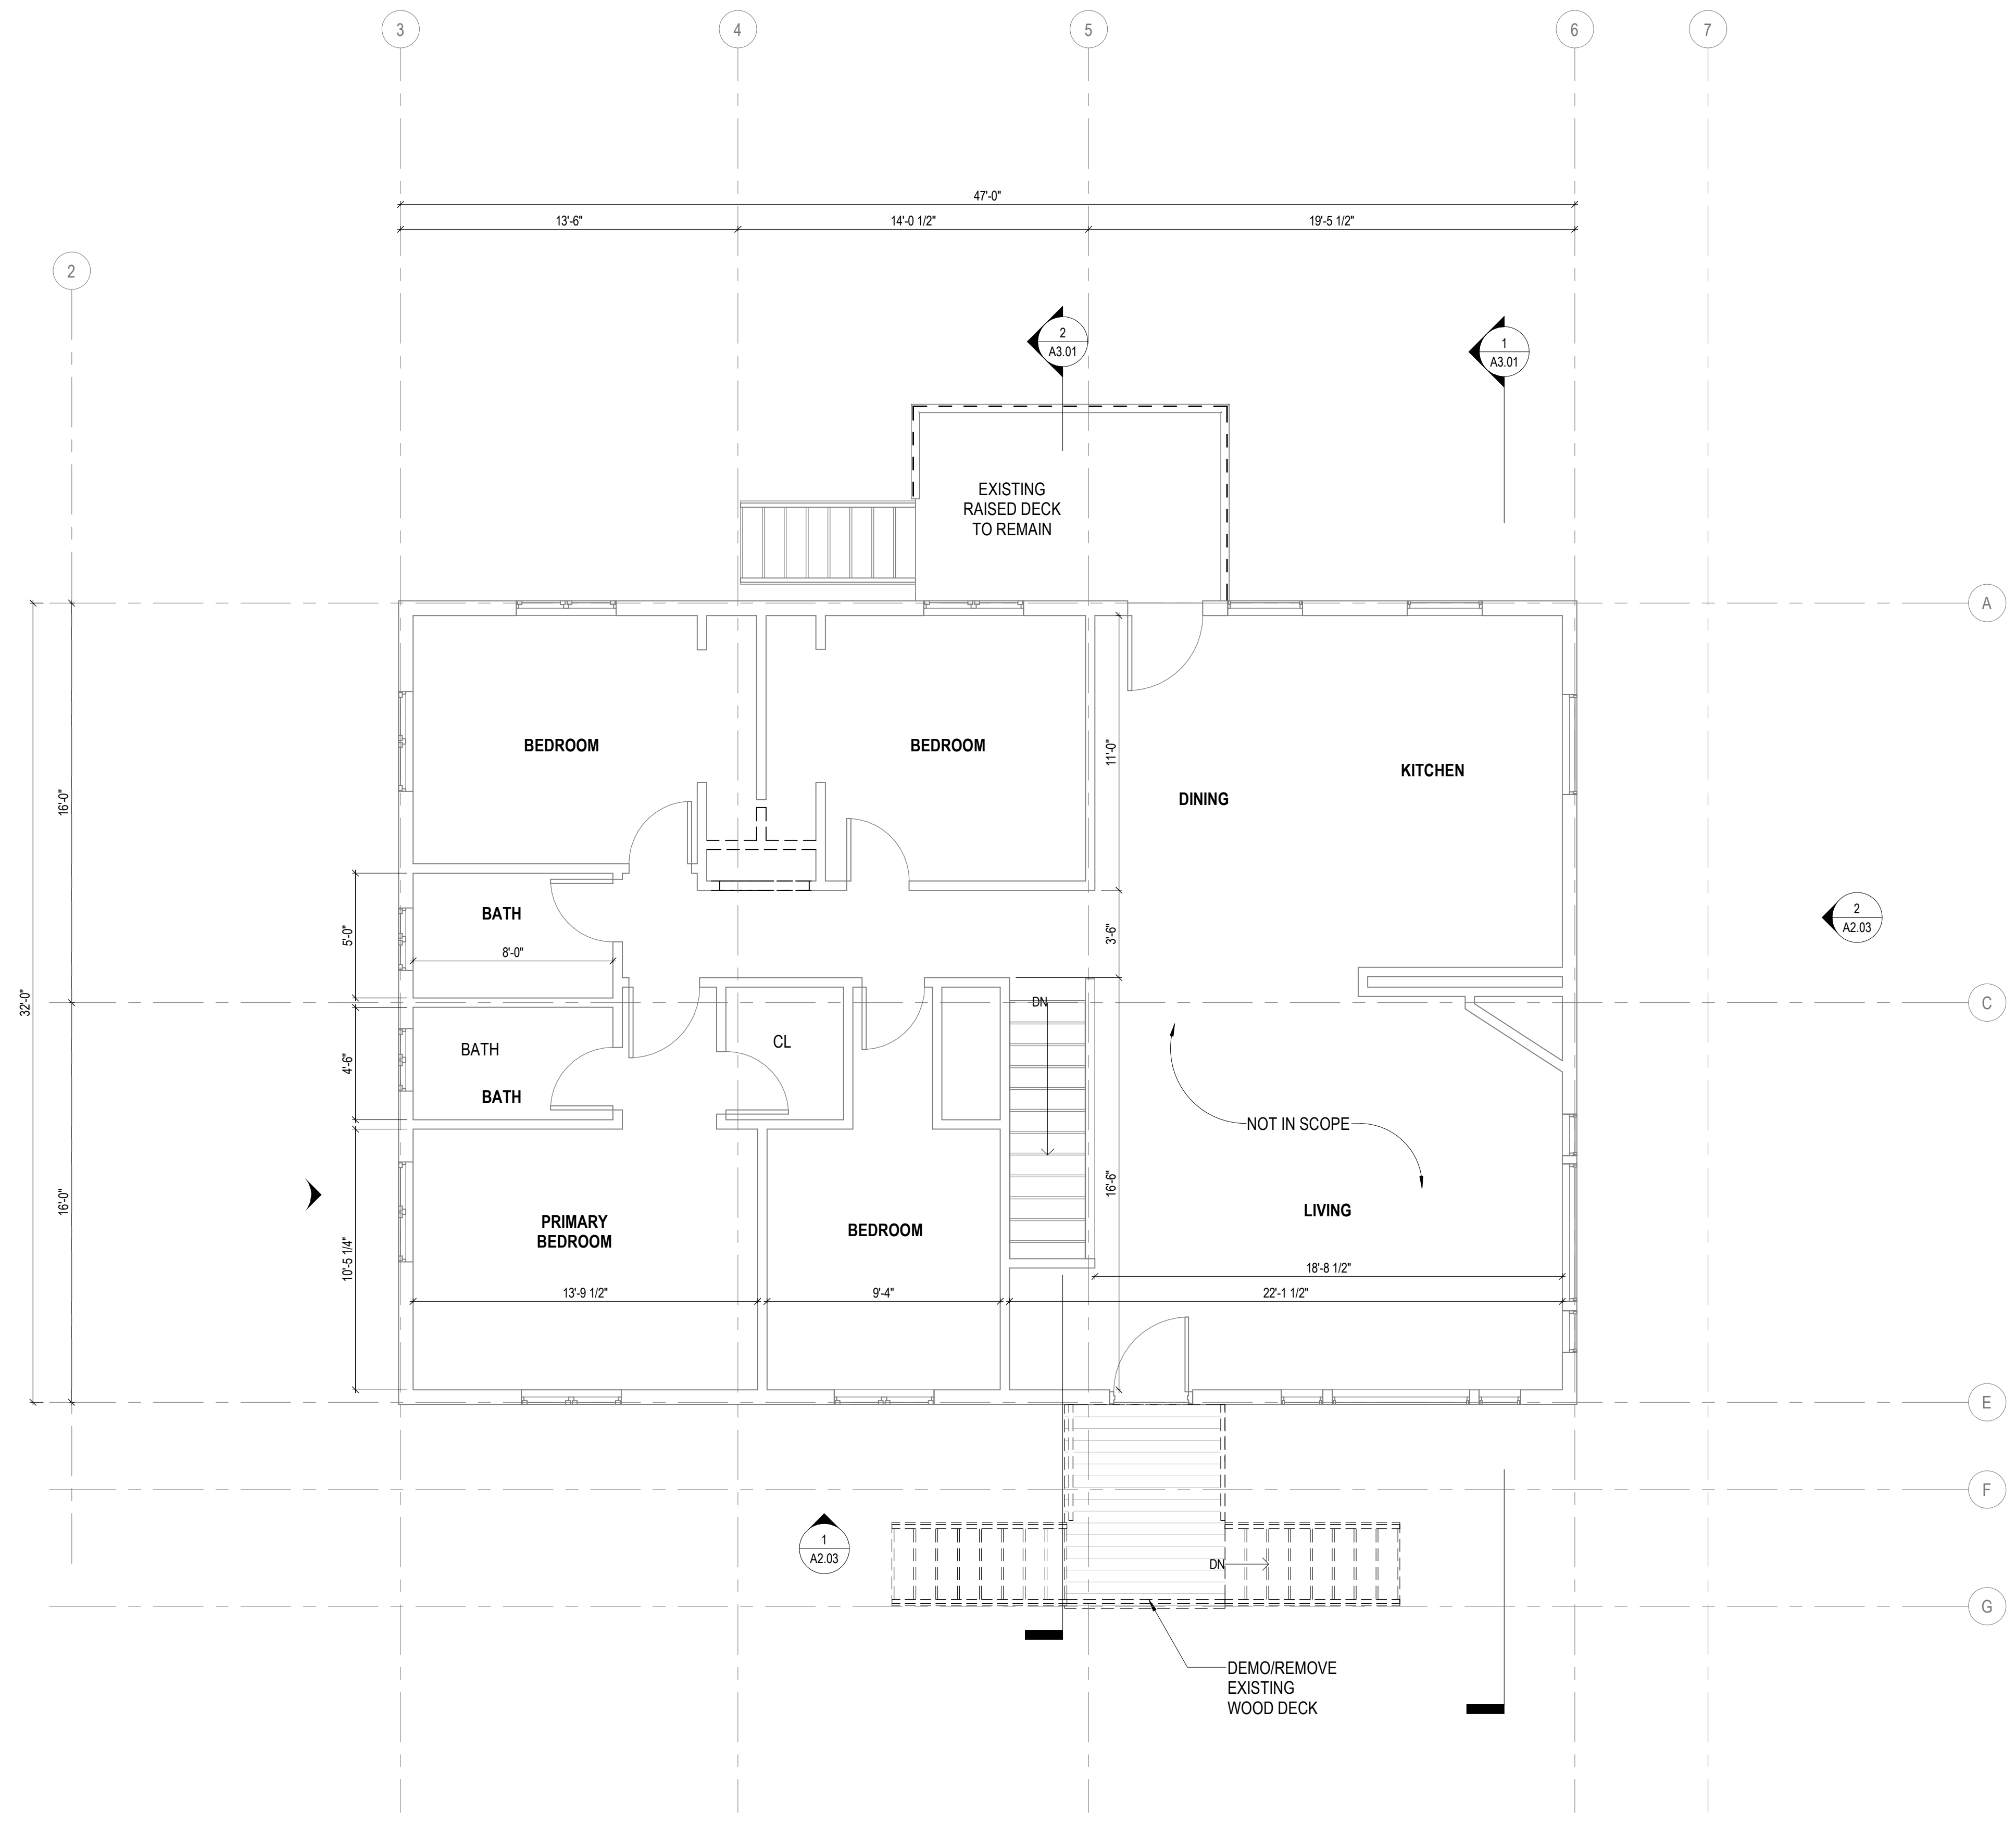 3
4
5
6
7
47'-0"
13'-6"
14'-0 1/2"
19'-5 1/2"
2
2
A3.01
1
A3.01
EXISTING
RAISED DECK
TO REMAIN
A
BEDROOM
BEDROOM
11'-0"
KITCHEN
DINING
16'-0"
BATH
5'-0"
8'-0"
3'-6"
2
A2.03
32'-0"
DN
C
BATH
CL
4'-6"
BATH
NOT IN SCOPE
16'-0"
16'-6"
PRIMARY
BEDROOM
BEDROOM
LIVING
10'-5 1/4"
18'-8 1/2"
13'-9 1/2"
9'-4"
22'-1 1/2"
E
F
1
A2.03
DN
G
DEMO/REMOVE
EXISTING
WOOD DECK